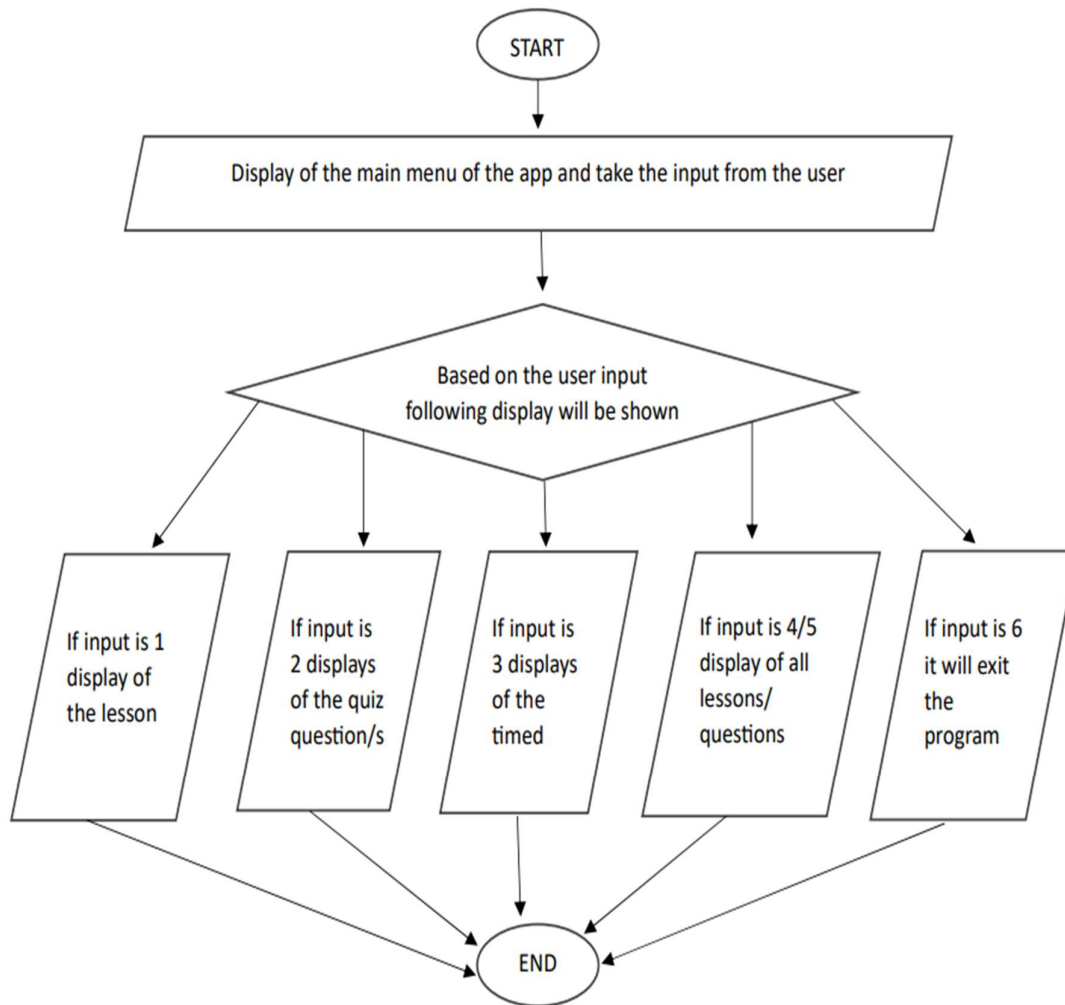 START
Display of the main menu of the app and take the input from the user
Based on the user input
following display will be shown
If input is 1
display of
the lesson
If input is
2 displays
of the quiz
question/s
If input is
3 displays
of the
timed
If input is 4/5
display of all
lessons/
questions
If input is 6
it will exit
the
program
END